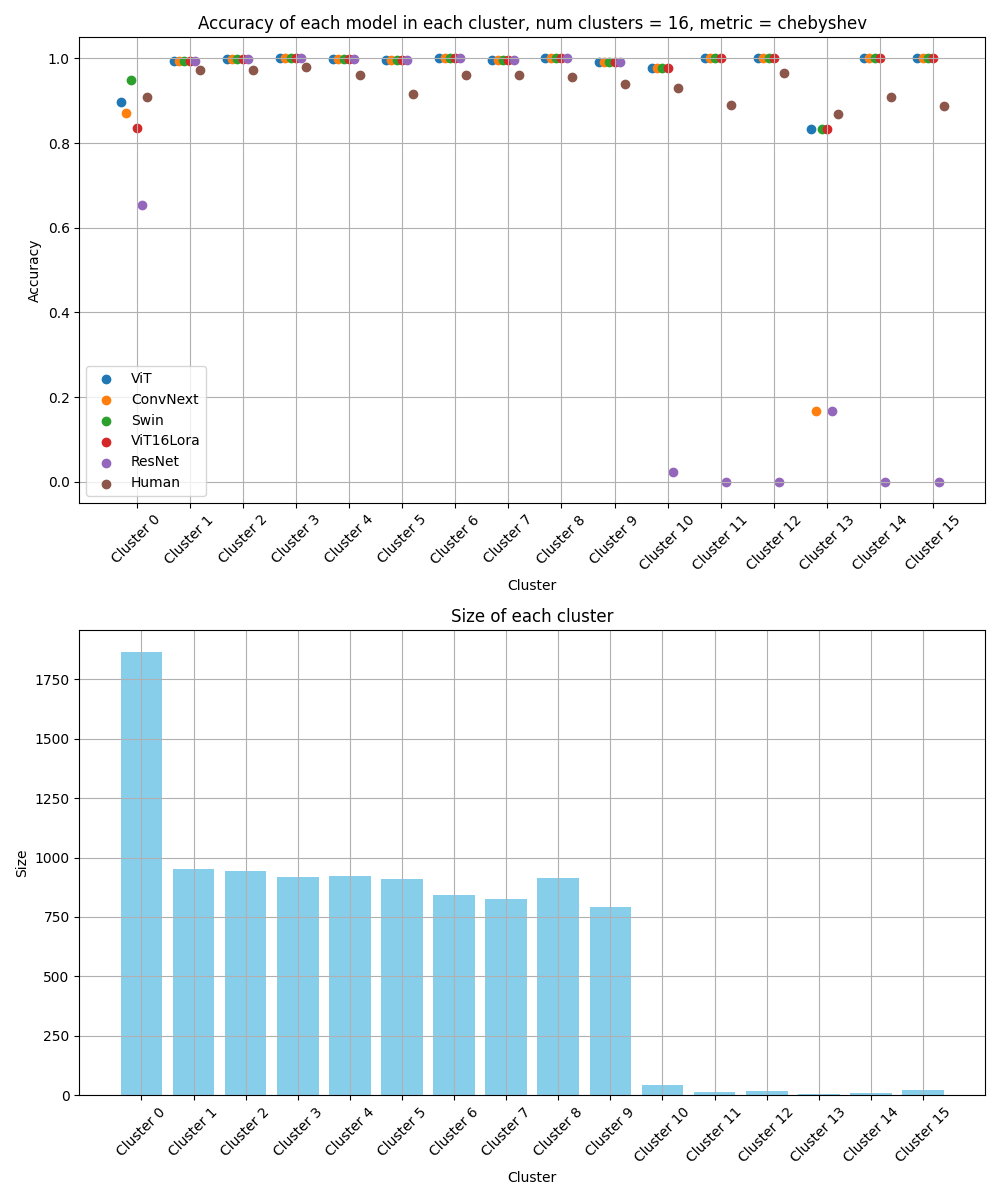 Accuracy of each model in each cluster, num clusters = 16, metric = chebyshev
1.0
0.8
0.6
0.4
0.2
0.0
Accuracy
ViT
ConvNext
Swin
ViT16Lora
ResNet
Human
Cluster 0
Cluster 1
Cluster 2
Cluster 3
Cluster 4
Cluster 5
Cluster 6
Cluster 7
Cluster 8
Cluster 9
Cluster 10
Cluster 11
Cluster 12
Cluster 13
Cluster 14
Cluster 15
Cluster
Size of each cluster
1750
1500
1250
1000
750
500
250
0
Size
Cluster 0
Cluster 1
Cluster 2
Cluster 3
Cluster 4
Cluster 5
Cluster 6
Cluster 7
Cluster 8
Cluster 9
Cluster 10
Cluster 11
Cluster 12
Cluster 13
Cluster 14
Cluster 15
Cluster